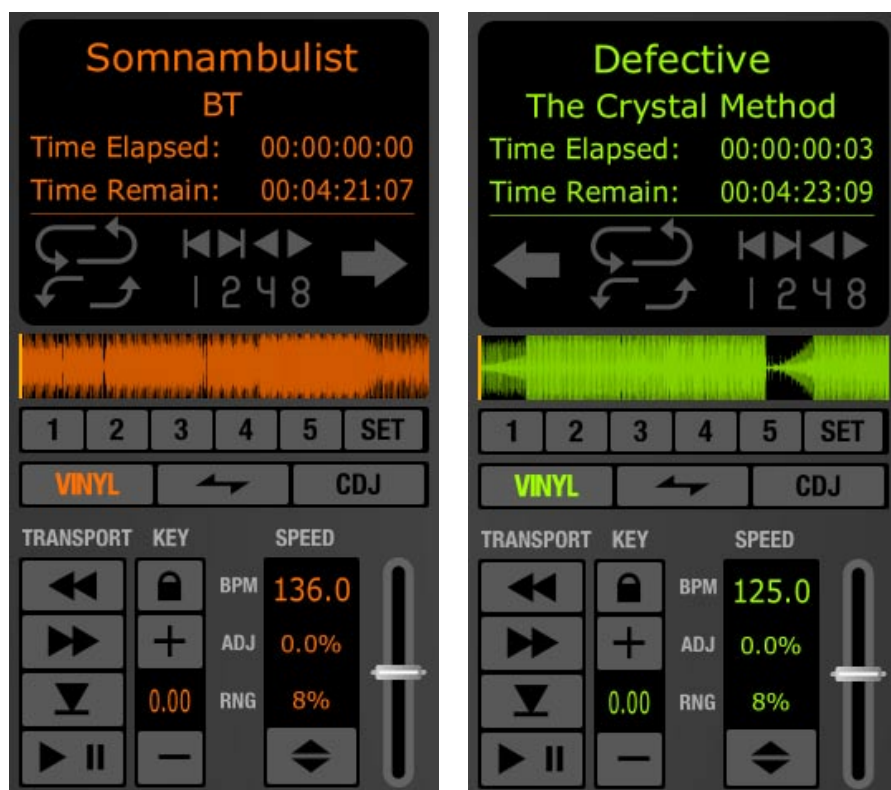 Somnambulist
BT
Time Elapsed: 00:00:00:00
Time Remain: 00:04:21:07
1 2 4 8
1 2 3 4 5 SET
VINYL CDJ
TRANSPORT KEY SPEED
BPM 136.0
ADJ 0.0%
0.00 RNG 8%
Defective
The Crystal Method
Time Elapsed: 00:00:00:03
Time Remain: 00:04:23:09
1 2 4 8
1 2 3 4 5 SET
VINYL CDJ
TRANSPORT KEY SPEED
BPM 125.0
ADJ 0.0%
0.00 RNG 8%